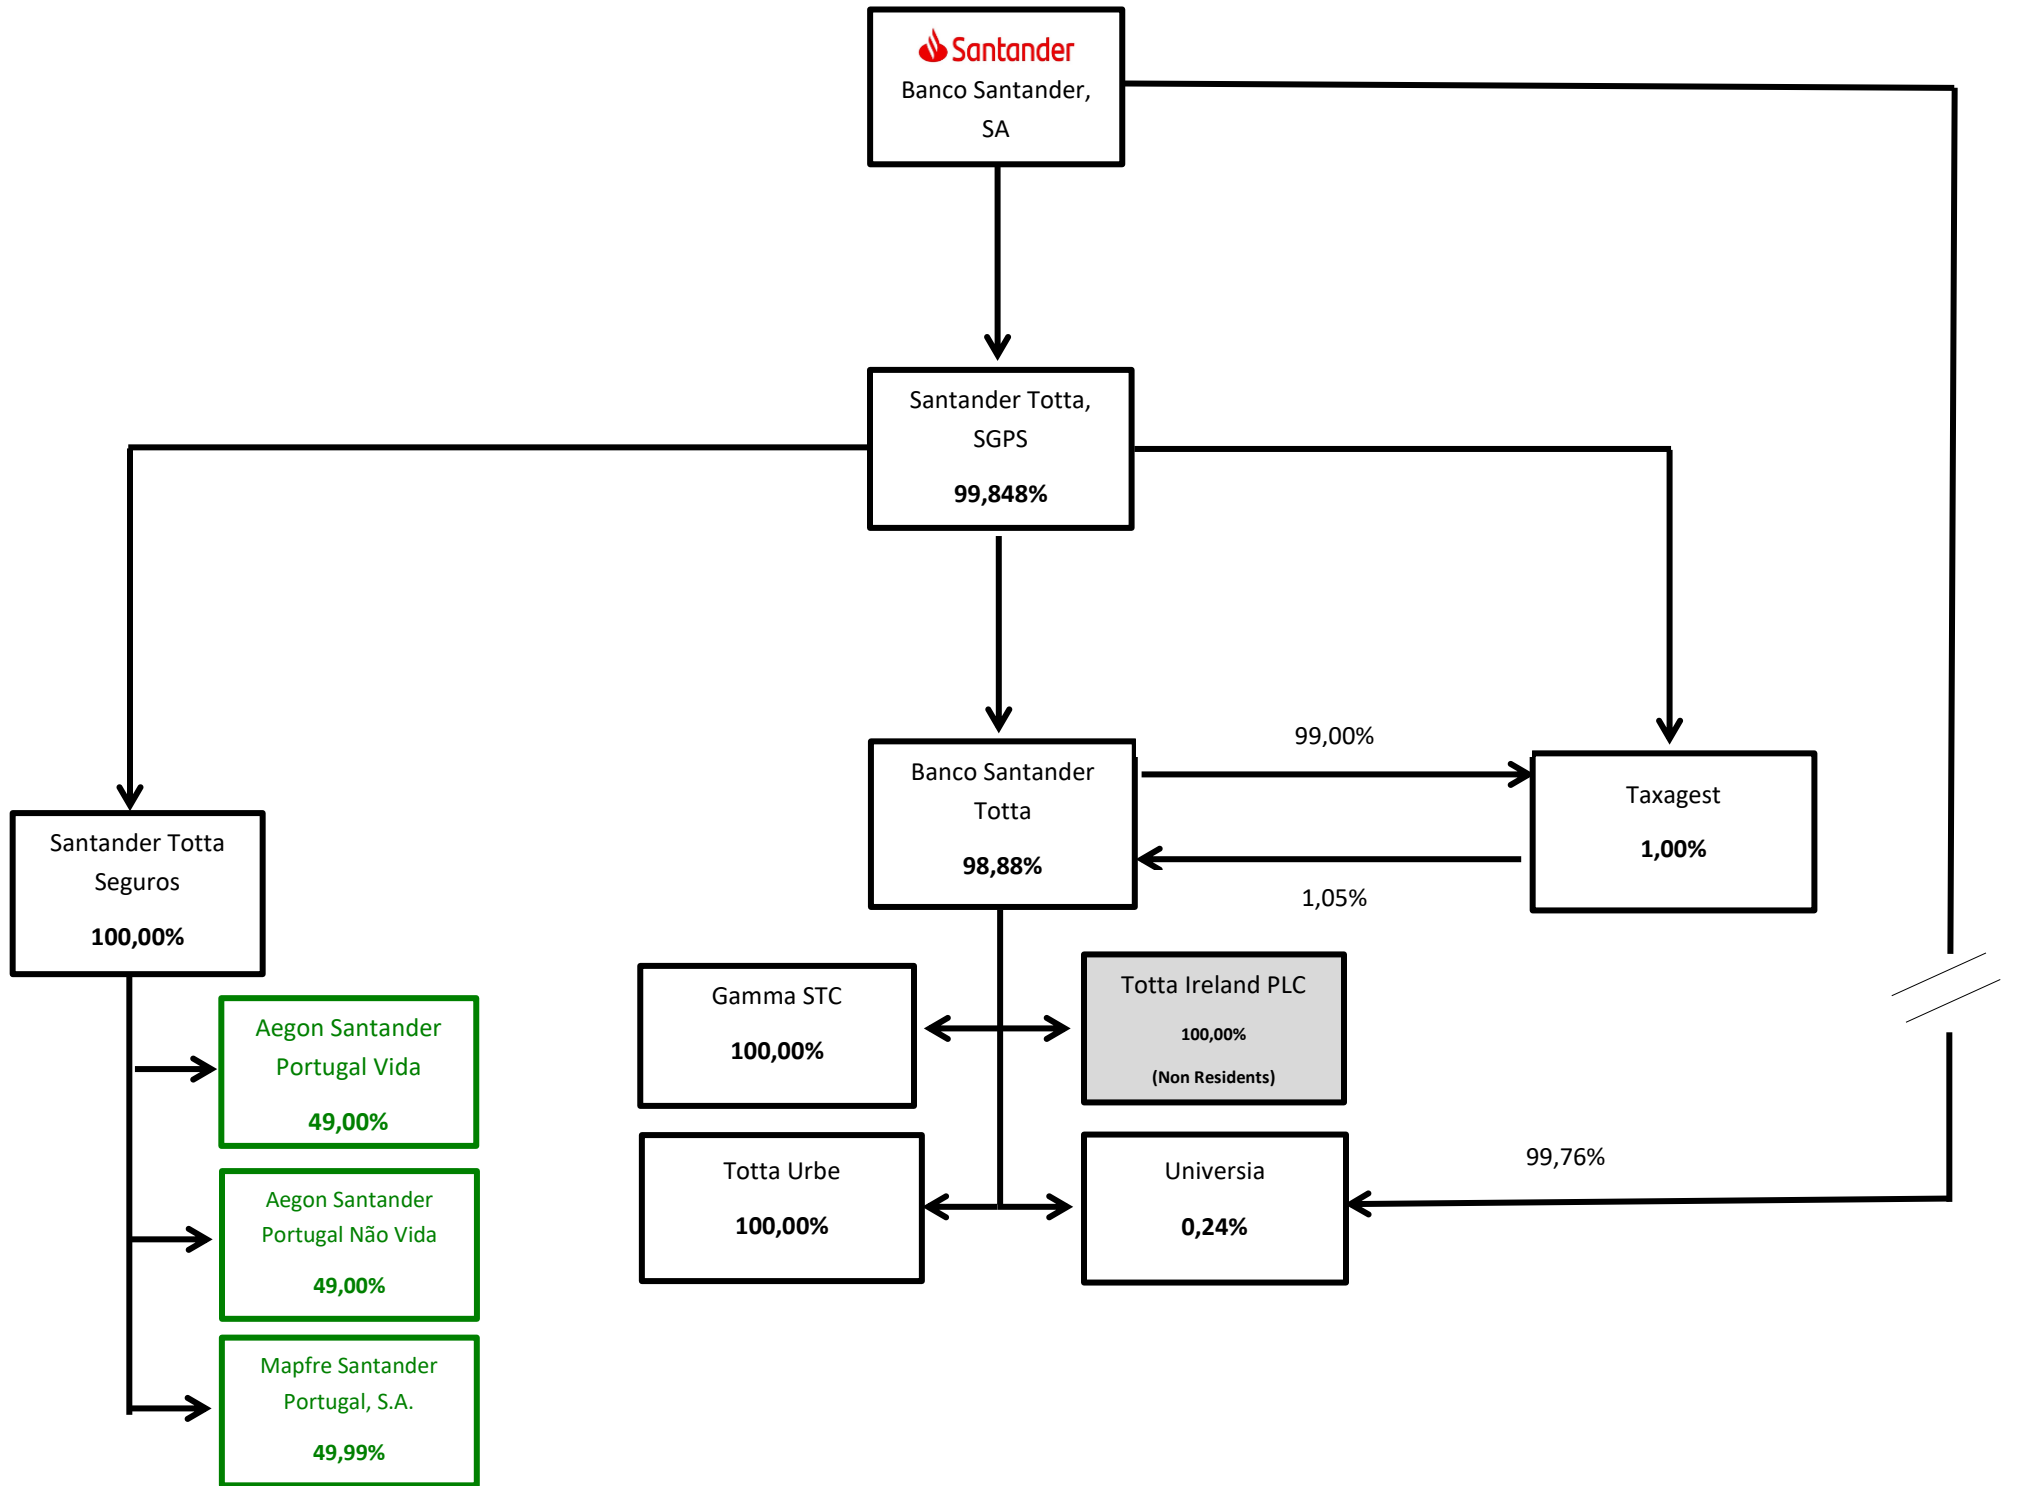 Santander
Banco Santander,
SA
Santander Totta,
SGPS
99,848%
99,00%
Banco Santander
Totta
98,88%
Taxagest
1,00%
1,05%
Santander Totta
Seguros
100,00%
Gamma STC
100,00%
Totta Ireland PLC
100,00%
(Non Residents)
Aegon Santander
Portugal Vida
49,00%
Totta Urbe
100,00%
Universia
0,24%
99,76%
Aegon Santander
Portugal Não Vida
49,00%
Mapfre Santander
Portugal, S.A.
49,99%